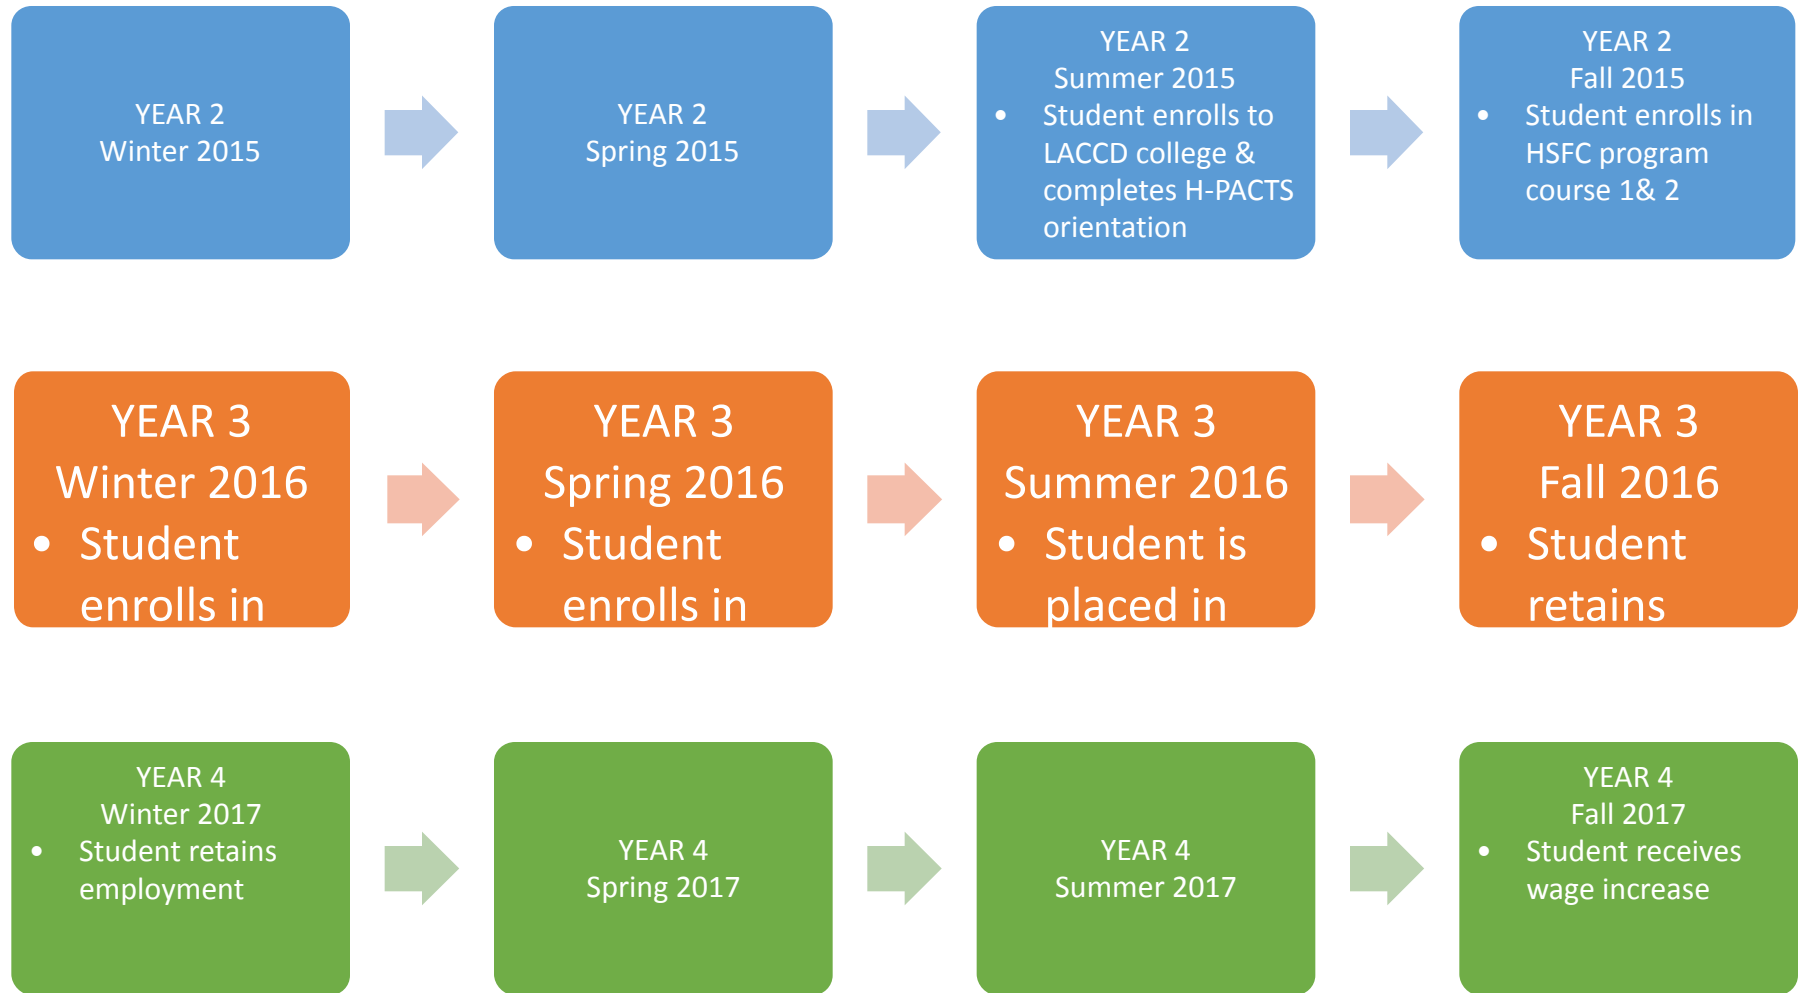 YEAR 2
Winter 2015
YEAR 2
Spring 2015
YEAR 2
Summer 2015
• Student enrolls to
LACCD college &
completes H-PACTS
orientation
YEAR 2
Fall 2015
• Student enrolls in
HSFC program
course 1& 2
YEAR 3
Winter 2016
• Student
enrolls in
YEAR 3
Spring 2016
• Student
enrolls in
YEAR 3
Summer 2016
• Student is
placed in
YEAR 3
Fall 2016
• Student
retains
YEAR 4
Winter 2017
• Student retains
employment
YEAR 4
Spring 2017
YEAR 4
Summer 2017
YEAR 4
Fall 2017
• Student receives
wage increase